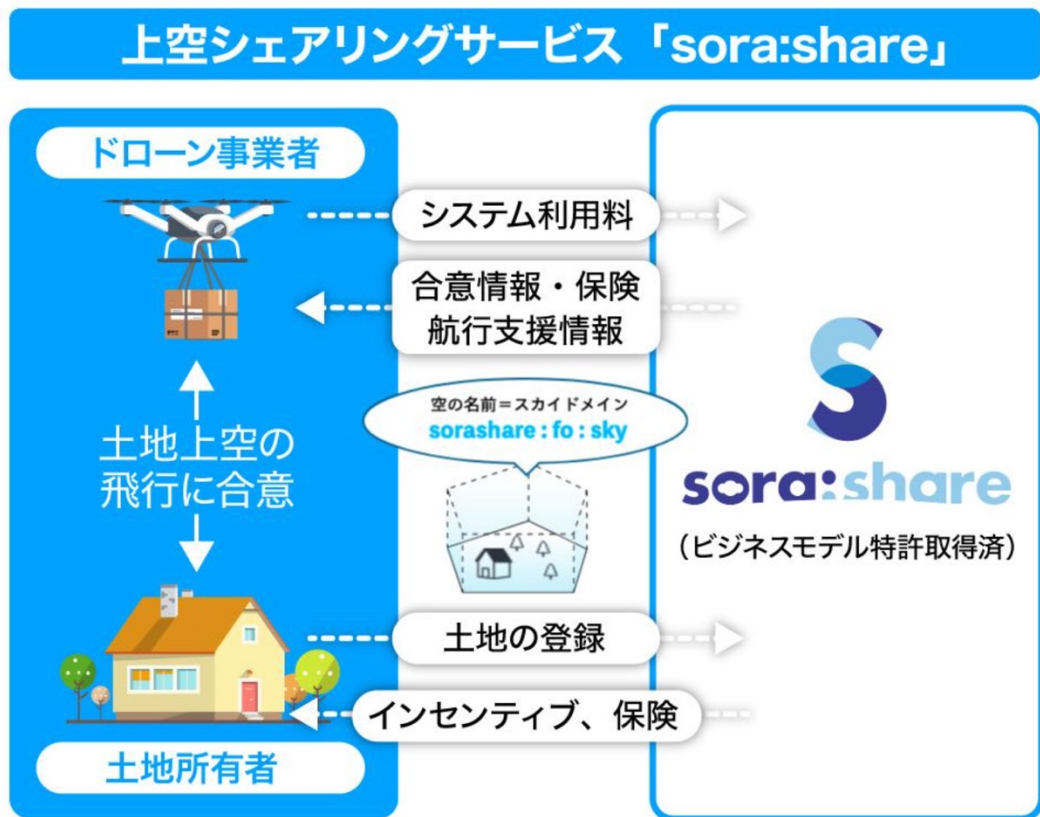 上空シェアリングサービス「sora:share」
ドローン事業者
システム利用料
合意情報・保険
航行支援情報
空の名前=スカイドメイン
sorashare : fo : sky
土地上空の
飛行に合意
sora:share
（ビジネスモデル特許取得済）
土地の登録
インセンティブ、保険
土地所有者